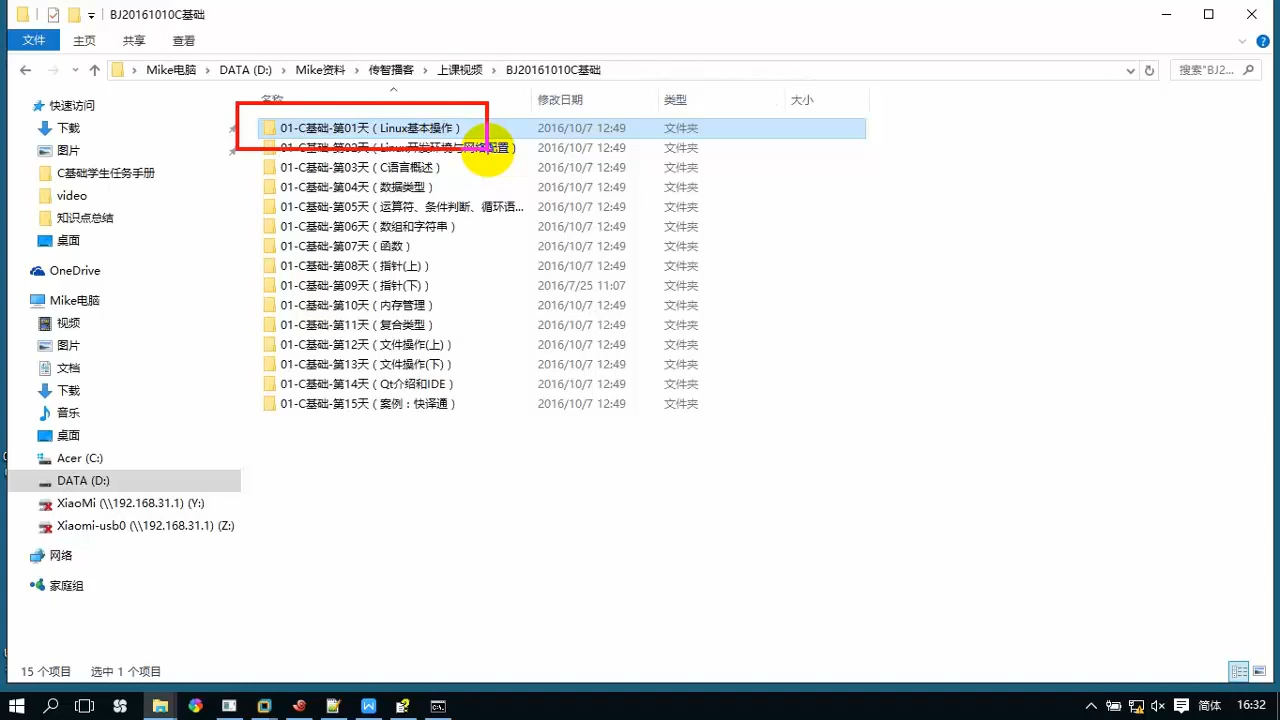 BJ20161010C基础
文件 主页 共享 查看
Mike电脑 DATA (D:) Mike资料 传智播客 上课视频 BJ20161010C基础 搜索"BJ2...
名称 修改日期 类型 大小
01-C基础-第01天（Linux基本操作） 2016/10/7 12:49 文件夹
01-C基础-第02天（Linux开发环境与网络配置） 2016/10/7 12:49 文件夹
01-C基础-第03天（C语言概述） 2016/10/7 12:49 文件夹
01-C基础-第04天（数据类型） 2016/10/7 12:49 文件夹
01-C基础-第05天（运算符、条件判断、循环语... 2016/10/7 12:49 文件夹
01-C基础-第06天（数组和字符串） 2016/10/7 12:49 文件夹
01-C基础-第07天（函数） 2016/10/7 12:49 文件夹
01-C基础-第08天（指针(上)） 2016/10/7 12:49 文件夹
01-C基础-第09天（指针(下)） 2016/7/25 11:07 文件夹
01-C基础-第10天（内存管理） 2016/10/7 12:49 文件夹
01-C基础-第11天（复合类型） 2016/10/7 12:49 文件夹
01-C基础-第12天（文件操作(上)） 2016/10/7 12:49 文件夹
01-C基础-第13天（文件操作(下)） 2016/10/7 12:49 文件夹
01-C基础-第14天（Qt介绍和IDE） 2016/10/7 12:49 文件夹
01-C基础-第15天（案例：快译通） 2016/10/7 12:49 文件夹
快速访问
下载
图片
C基础学生任务手册
video
知识点总结
桌面
OneDrive
Mike电脑
视频
图片
文档
下载
音乐
桌面
Acer (C:)
DATA (D:)
XiaoMi (\\192.168.31.1) (Y:)
Xiaomi-usb0 (\\192.168.31.1) (Z:)
网络
家庭组
15 个项目 选中 1 个项目
简体 16:32